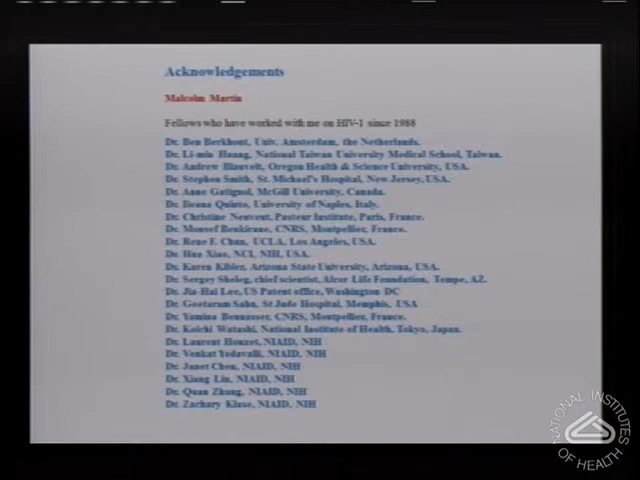 Acknowledgements
Malcolm Martin
Fellows who have worked with me on HIV-1 since 1988
Dr. Ben Berkhout, Univ. Amsterdam, the Netherlands.
Dr. Li-min Huang, National Taiwan University Medical School, Taiwan.
Dr. Andrew Blauvelt, Oregon Health & Science University, USA.
Dr. Stephen Smith, St. Michael's Hospital, New Jersey, USA.
Dr. Anne Gatignol, McGill University, Canada.
Dr. Ileana Quinto, University of Naples, Italy.
Dr. Christine Neuveut, Pasteur Institute, Paris, France.
Dr. Monsef Benkirane, CNRS, Montpellier, France.
Dr. Rene F. Chun, UCLA, Los Angeles, USA.
Dr. Hua Xiao, NCI, NIH, USA.
Dr. Karen Kibler, Arizona State University, Arizona, USA.
Dr. Sergey Sheleg, chief scientist, Alcor Life Foundation, Tempe, AZ.
Dr. Jia-Hai Lee, US Patent office, Washington DC
Dr. Geetaram Sahu, St Jude Hospital, Memphis, USA
Dr. Yamina Bennasser, CNRS, Montpellier, France.
Dr. Koichi Watashi, National Institute of Health, Tokyo, Japan.
Dr. Laurent Houzet, NIAID, NIH
Dr. Venkat Yedavalli, NIAID, NIH
Dr. Janet Chou, NIAID, NIH
Dr. Xiang Liu, NIAID, NIH
Dr. Quan Zhang, NIAID, NIH
Dr. Zachary Klase, NIAID, NIH
NATIONAL INSTITUTES
OF HEALTH